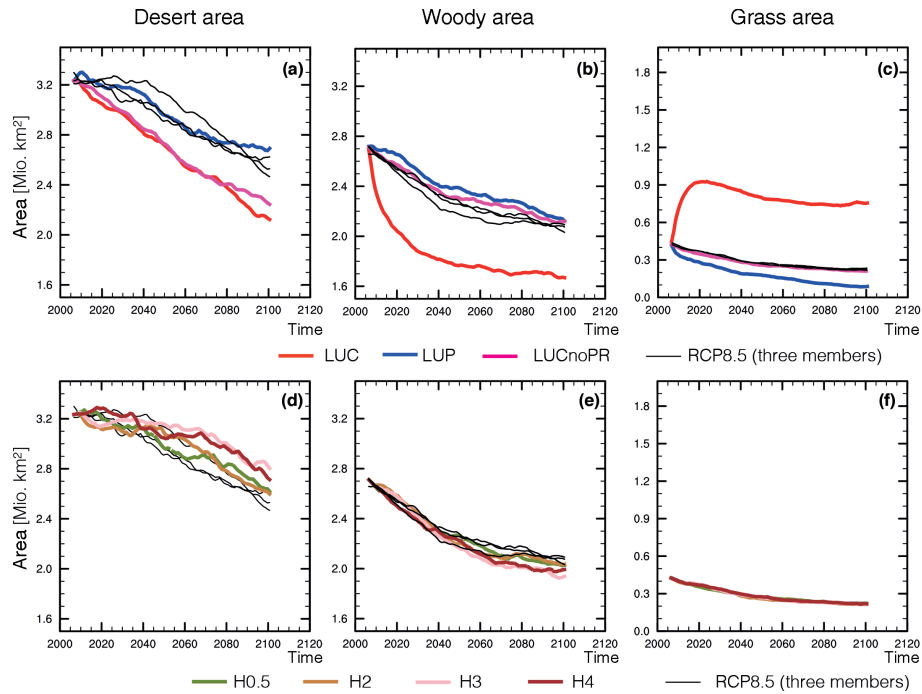 Desert area Woody area Grass area
(a) (b) (c)
Area [Mio. km²]
3.2
2.8
2.4
2.0
1.6
2000 2020 2040 2060 2080 2100 2120
Time
3.2
2.8
2.4
2.0
1.6
2000 2020 2040 2060 2080 2100 2120
Time
1.8
1.5
1.2
0.9
0.6
0.3
0.0
2000 2020 2040 2060 2080 2100 2120
Time
LUC LUP LUCnoPR RCP8.5 (three members)
(d) (e) (f)
Area [Mio. km²]
3.2
2.8
2.4
2.0
1.6
2000 2020 2040 2060 2080 2100 2120
Time
3.2
2.8
2.4
2.0
1.6
2000 2020 2040 2060 2080 2100 2120
Time
1.8
1.5
1.2
0.9
0.6
0.3
0.0
2000 2020 2040 2060 2080 2100 2120
Time
H0.5 H2 H3 H4 RCP8.5 (three members)